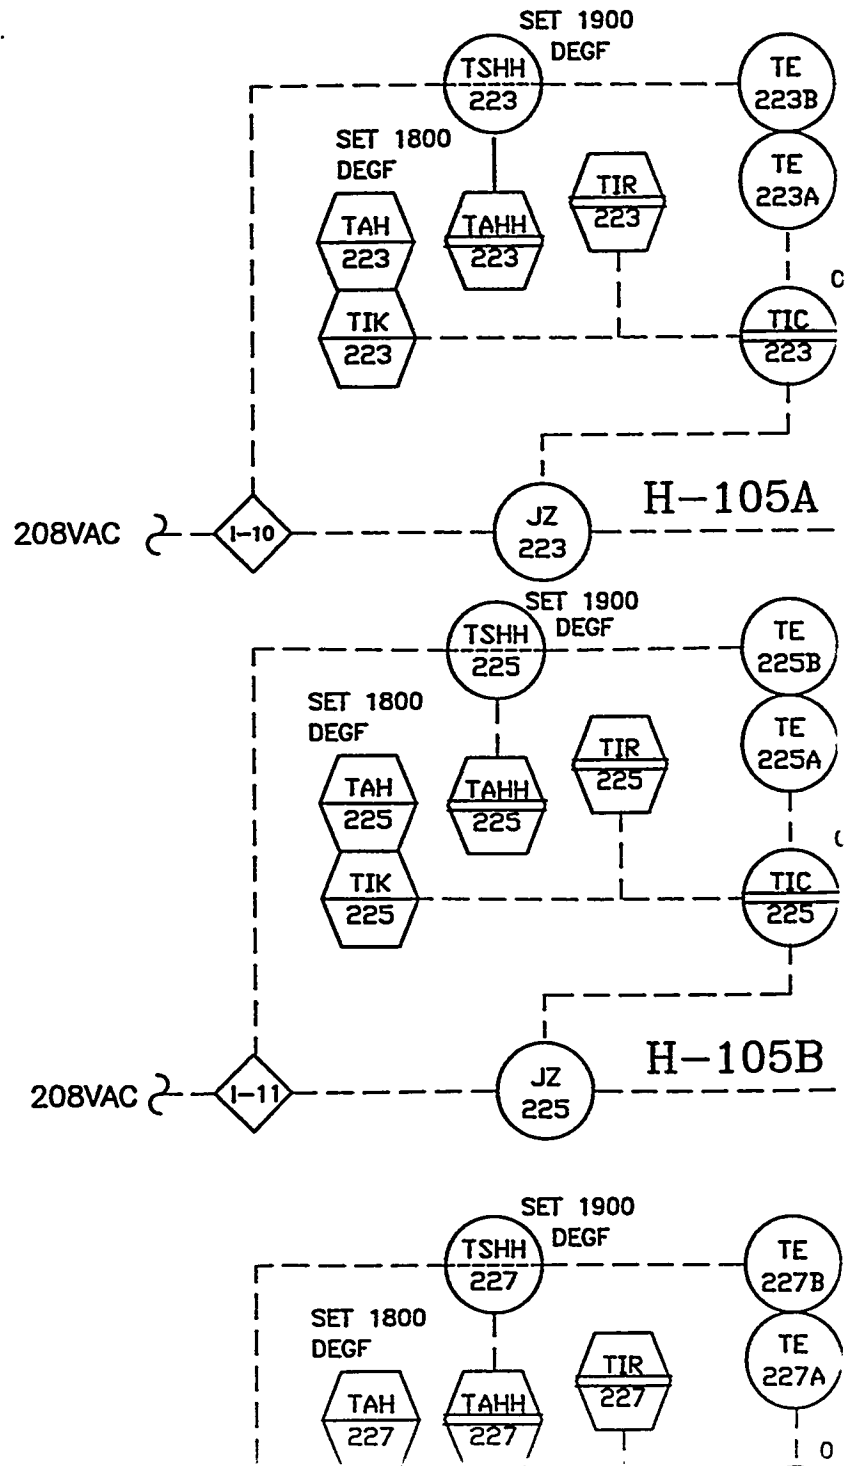 SET 1900
DEGF
TSHH
223
TE
223B
SET 1800
DEGF
TE
223A
TIR
223
TAH
223
TAHH
223
TIK
223
TIC
223
H-105A
208VAC
I-10
JZ
223
SET 1900
DEGF
TSHH
225
TE
225B
SET 1800
DEGF
TE
225A
TIR
225
TAH
225
TAHH
225
TIK
225
TIC
225
H-105B
208VAC
I-11
JZ
225
SET 1900
DEGF
TSHH
227
TE
227B
SET 1800
DEGF
TE
227A
TIR
227
TAH
227
TAHH
227